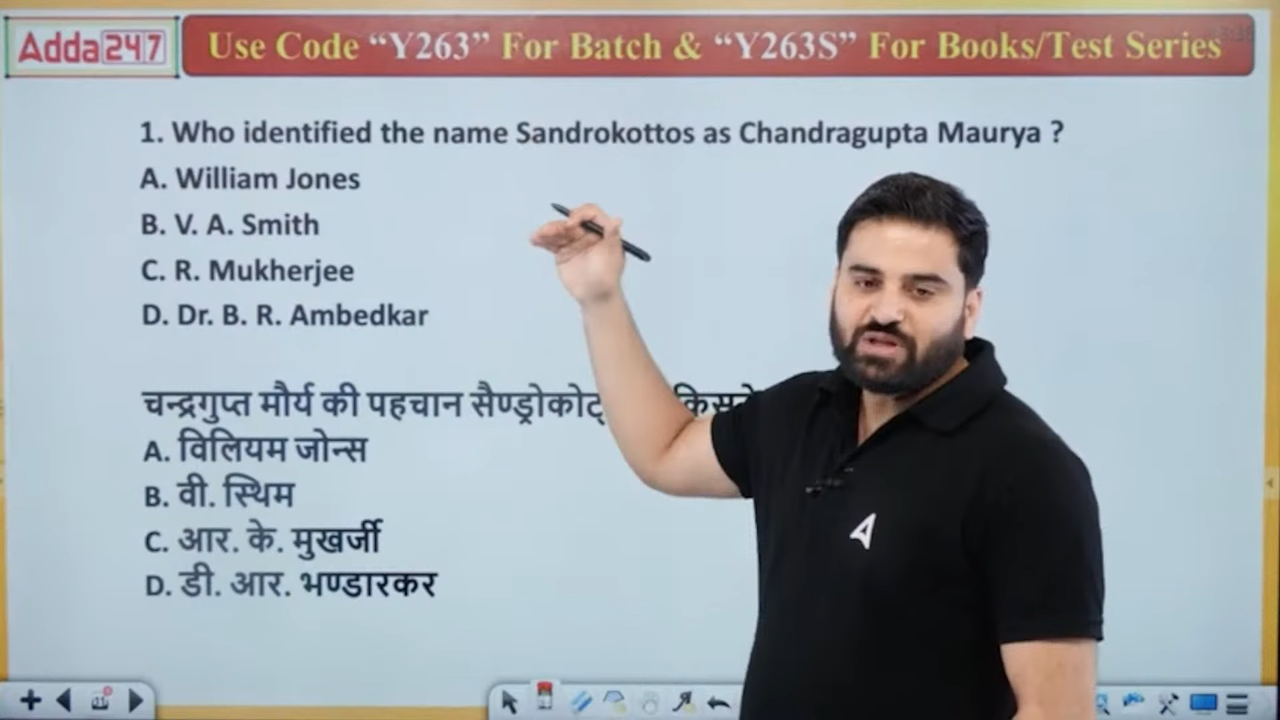 Adda247
Use Code “Y263” For Batch & “Y263S” For Books/Test Series
1. Who identified the name Sandrokottos as Chandragupta Maurya ?
A. William Jones
B. V. A. Smith
C. R. Mukherjee
D. Dr. B. R. Ambedkar
चन्द्रगुप्त मौर्य की पहचान
A. विलियम जोन्स
B. वी. स्थिम
C. आर. के. मुखर्जी
D. डी. आर. भण्डारकर